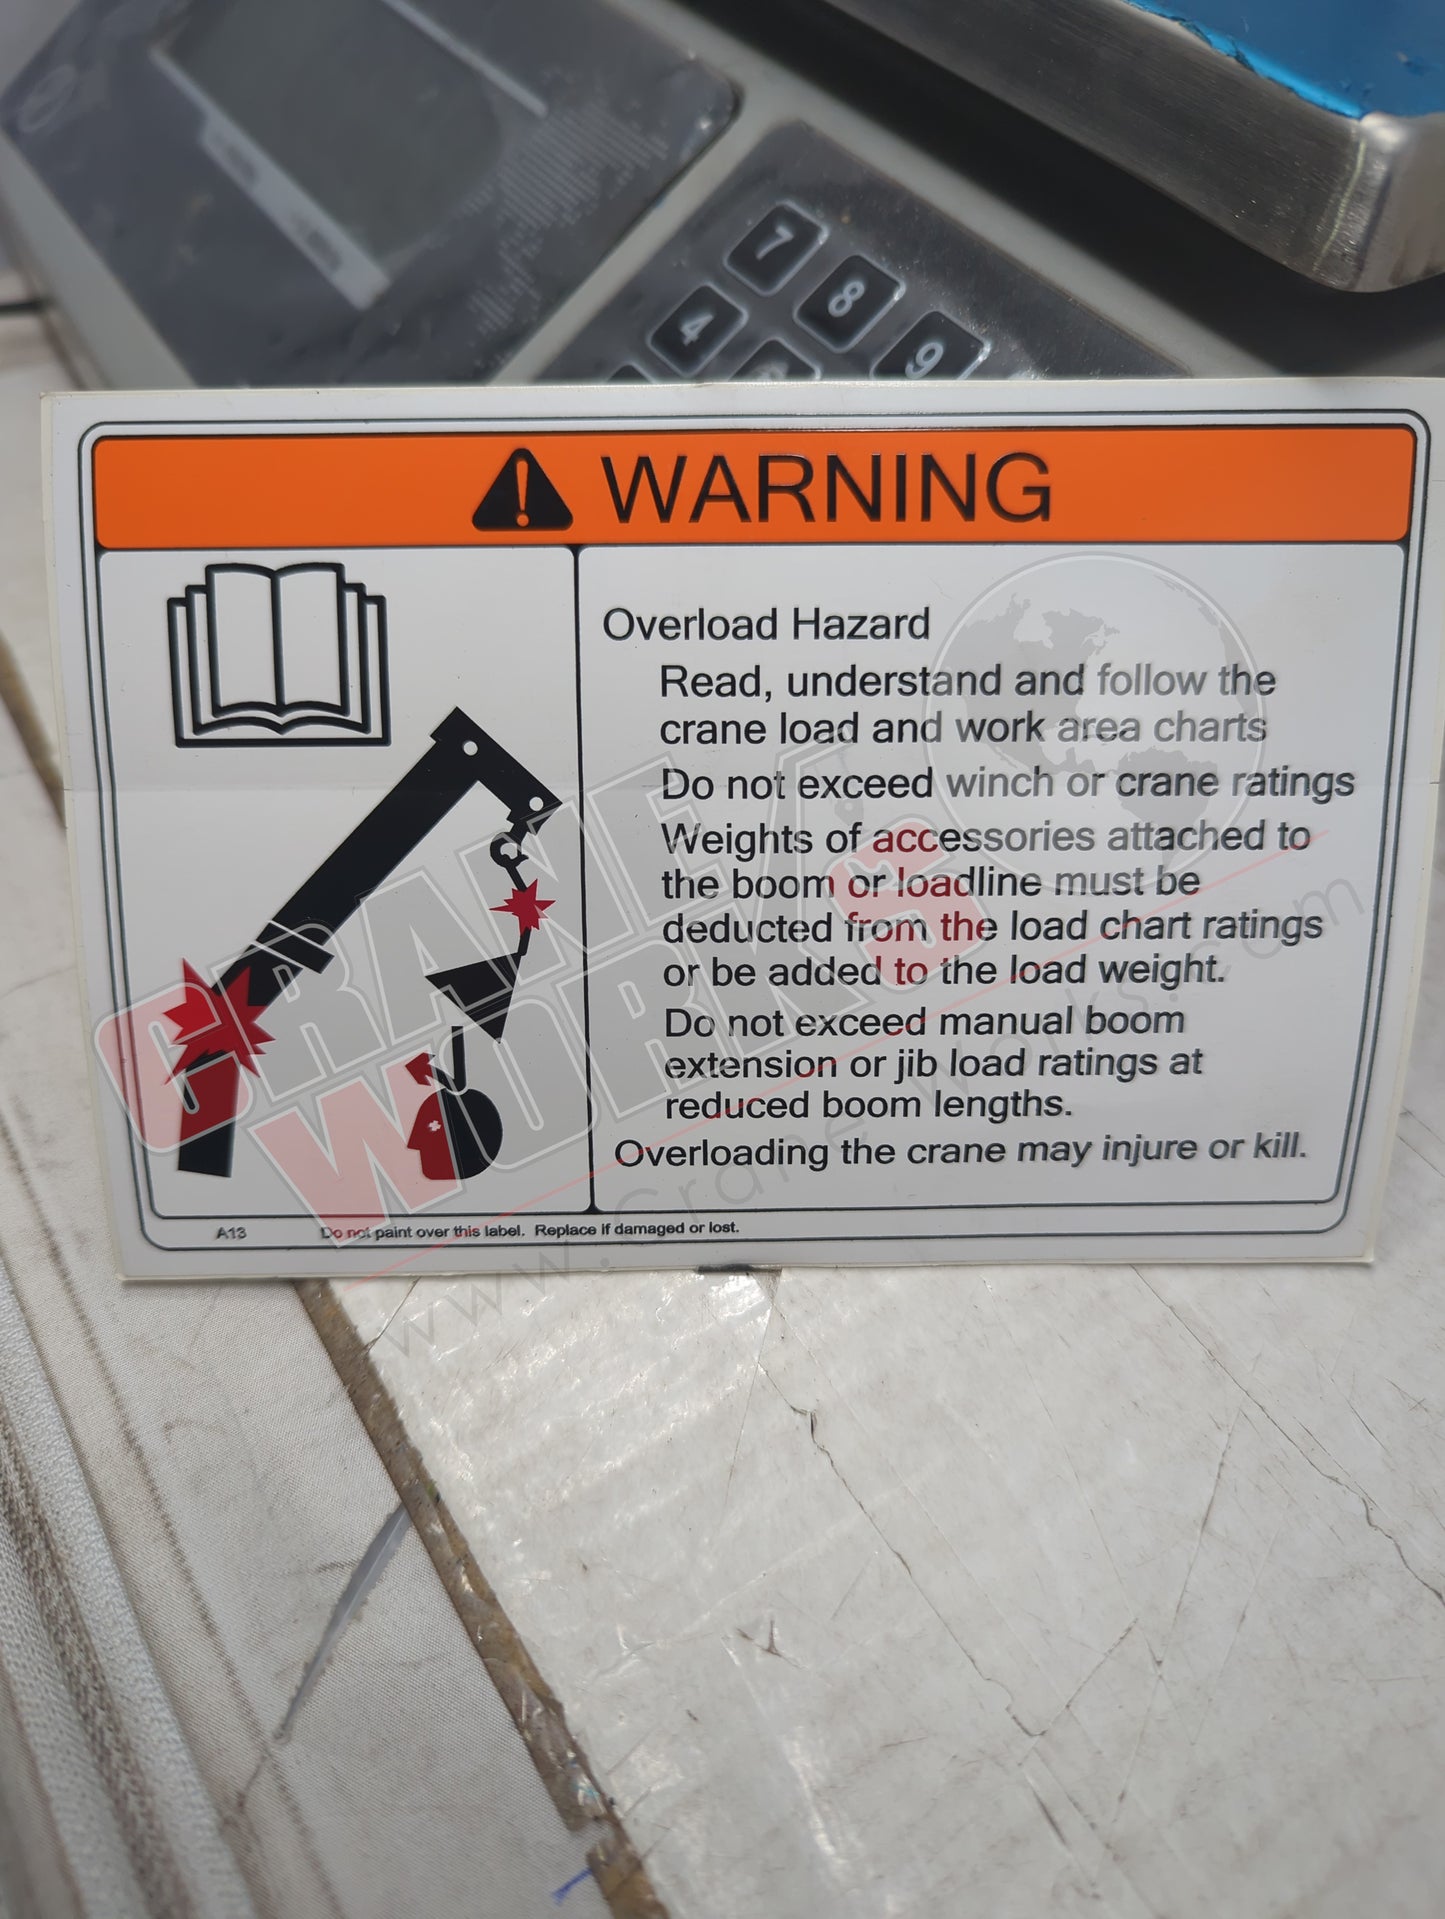 7
8
4
9
WARNING
Overload Hazard
Read, understand and follow the
crane load and work area charts
Do not exceed winch or crane ratings
Weights of accessories attached to
the boom or loadline must be
deducted from the load chart ratings
or be added to the load weight.
Do not exceed manual boom
extension or jib load ratings at
reduced boom lengths.
Overloading the crane may injure or kill.
A13 Do not paint over this label. Replace if damaged or lost.
CRANE
WORKS
www.CraneWorks.com